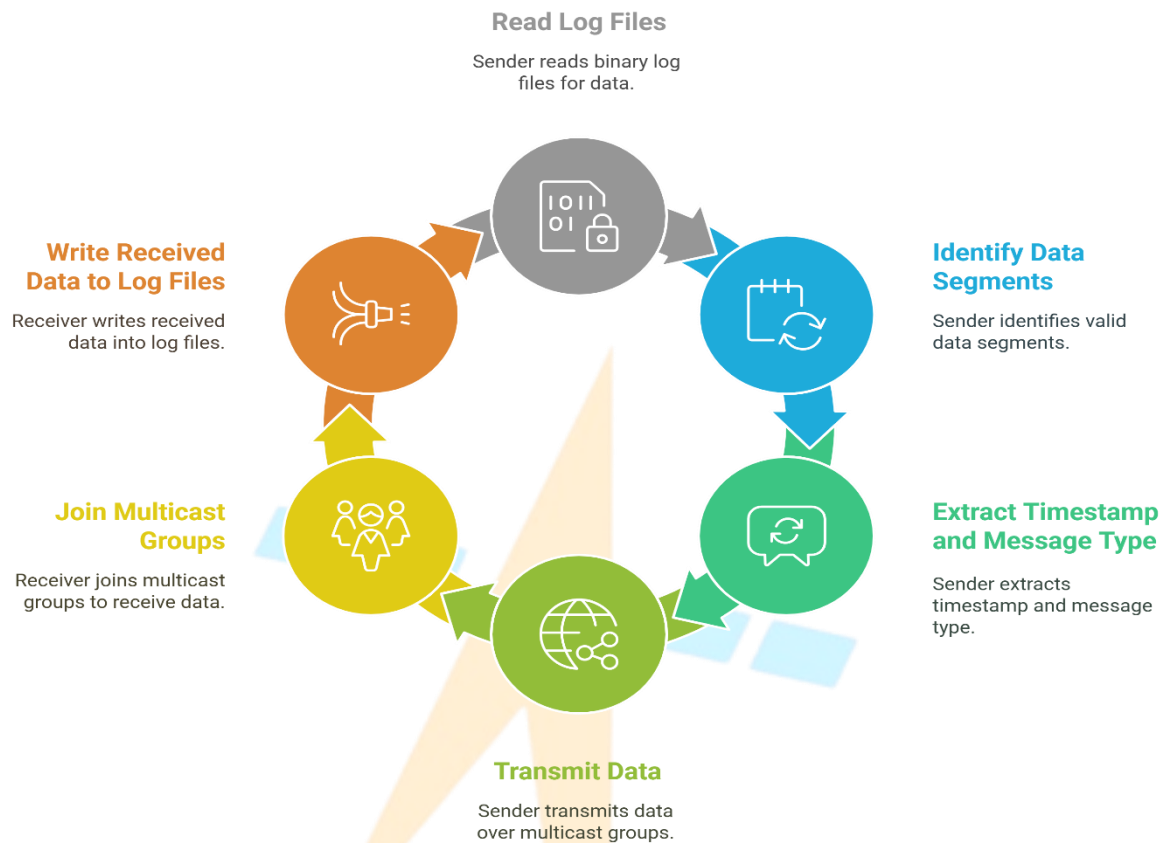 Read Log Files
Sender reads binary log
files for data.
1011
01
Identify Data
Segments
Sender identifies valid
data segments.
Extract Timestamp
and Message Type
Sender extracts
timestamp and message
type.
Transmit Data
Sender transmits data
over multicast groups.
Join Multicast
Groups
Receiver joins multicast
groups to receive data.
Write Received
Data to Log Files
Receiver writes received
data into log files.